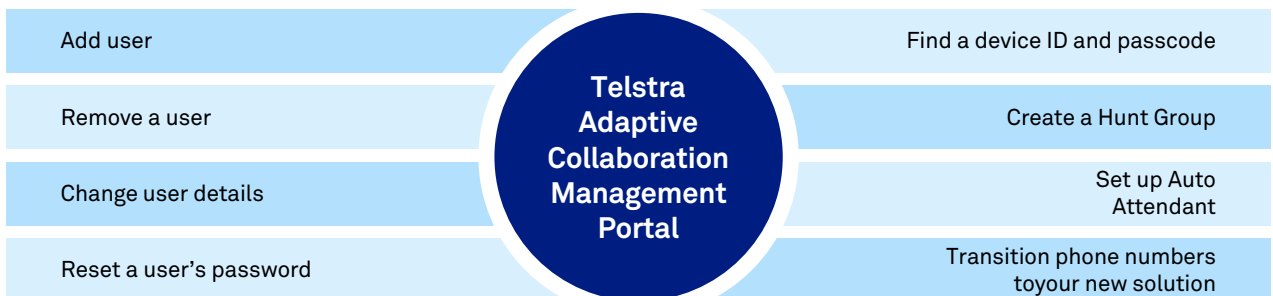 Add user
Remove a user
Change user details
Reset a user's password
Telstra
Adaptive
Collaboration
Management
Portal
Find a device ID and passcode
Create a Hunt Group
Set up Auto
Attendant
Transition phone numbers
toyour new solution